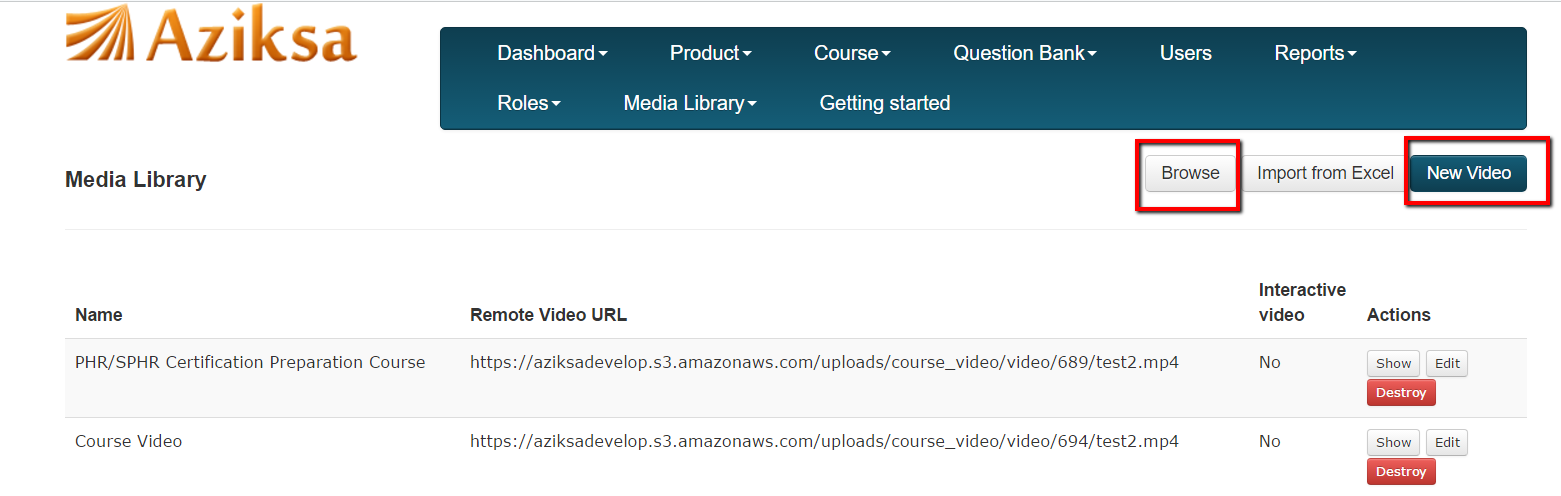 Aziksa
Dashboard Product Course Question Bank Users Reports
Roles Media Library Getting started
Media Library
Browse Import from Excel New Video
Name Remote Video URL Interactive video Actions
PHR/SPHR Certification Preparation Course https://aziksadevelop.s3.amazonaws.com/uploads/course_video/video/689/test2.mp4 No Show Edit
Destroy
Course Video https://aziksadevelop.s3.amazonaws.com/uploads/course_video/video/694/test2.mp4 No Show Edit
Destroy